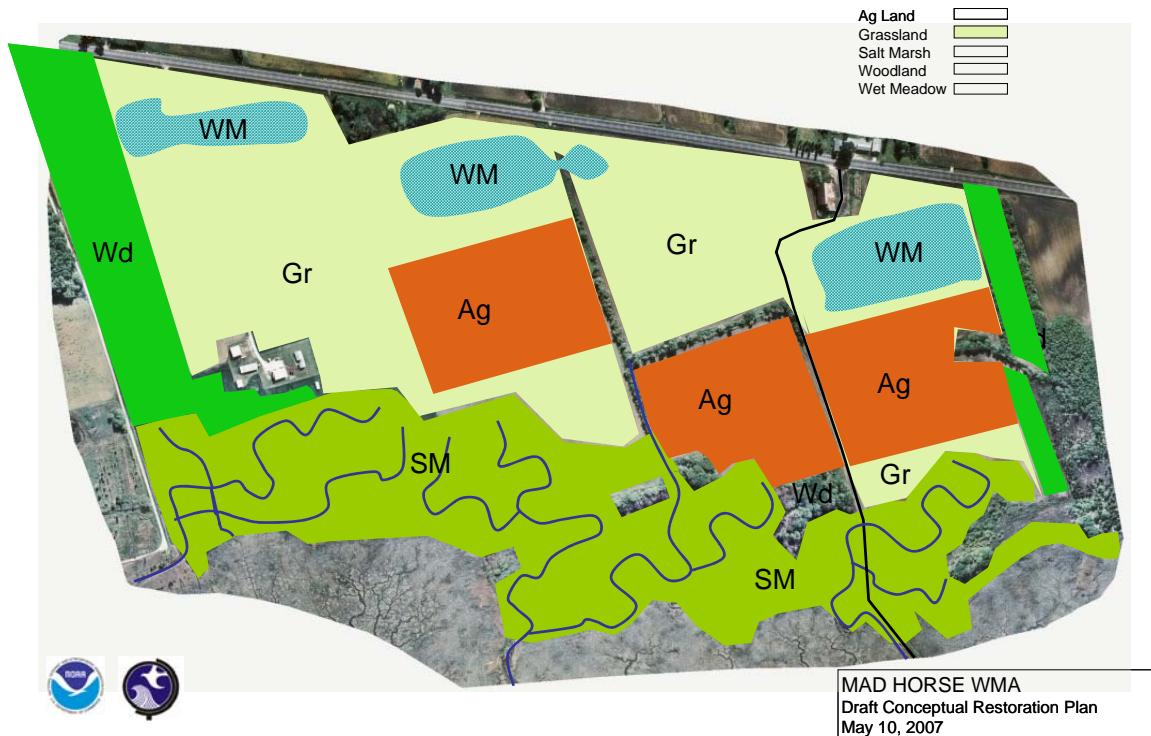 Ag Land
Grassland
Salt Marsh
Woodland
Wet Meadow
WM
WM
Wd
Gr
Gr
WM
Ag
Ag
Ag
SM
Wd
Gr
SM
NOAA
MAD HORSE WMA
Draft Conceptual Restoration Plan
May 10, 2007